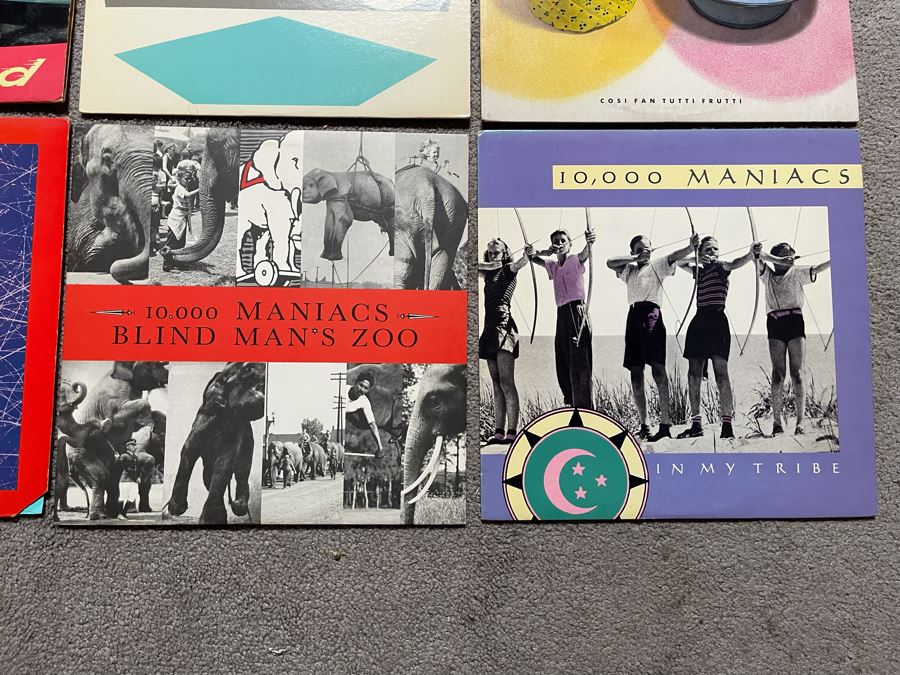 d
COSI FAN TUTTI FRUTTI
10,000 MANIACS
10,000 MANIACS
BLIND MAN'S ZOO
IN MY TRIBE